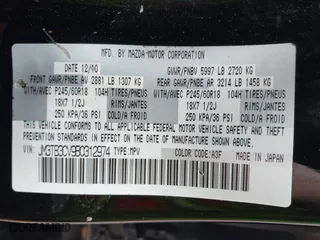 MFD. BY MAZDA MOTOR CORPORATION
DATE 12/10 GVWR/PNBV 5997 LB 2720 KG
FRONT GAWR/PNBE AV 2881 LB 1307 KG REAR GAWR/PNBE AR 3214 LB 1458 KG
WITH/AVEC P245/60R18 104H TIRES/PNEUS WITH/AVEC P245/60R18 104H TIRES/PNEUS
18X7 1/2J RIMS/JANTES 18X7 1/2J RIMS/JANTES
250 KPA/36 PSI COLD/A FROID 250 KPA/36 PSI COLD/A FROID
THIS VEHICLE CONFORMS TO ALL APPLICABLE FEDERAL MOTOR VEHICLE
SAFETY STANDARDS IN EFFECT ON THE DATE OF MANUFACTURE SHOWN
ABOVE.
VIN: JM3TB3CV9B0312974 TYPE:MPV COLOR CODE:A3F MADE IN JAPAN